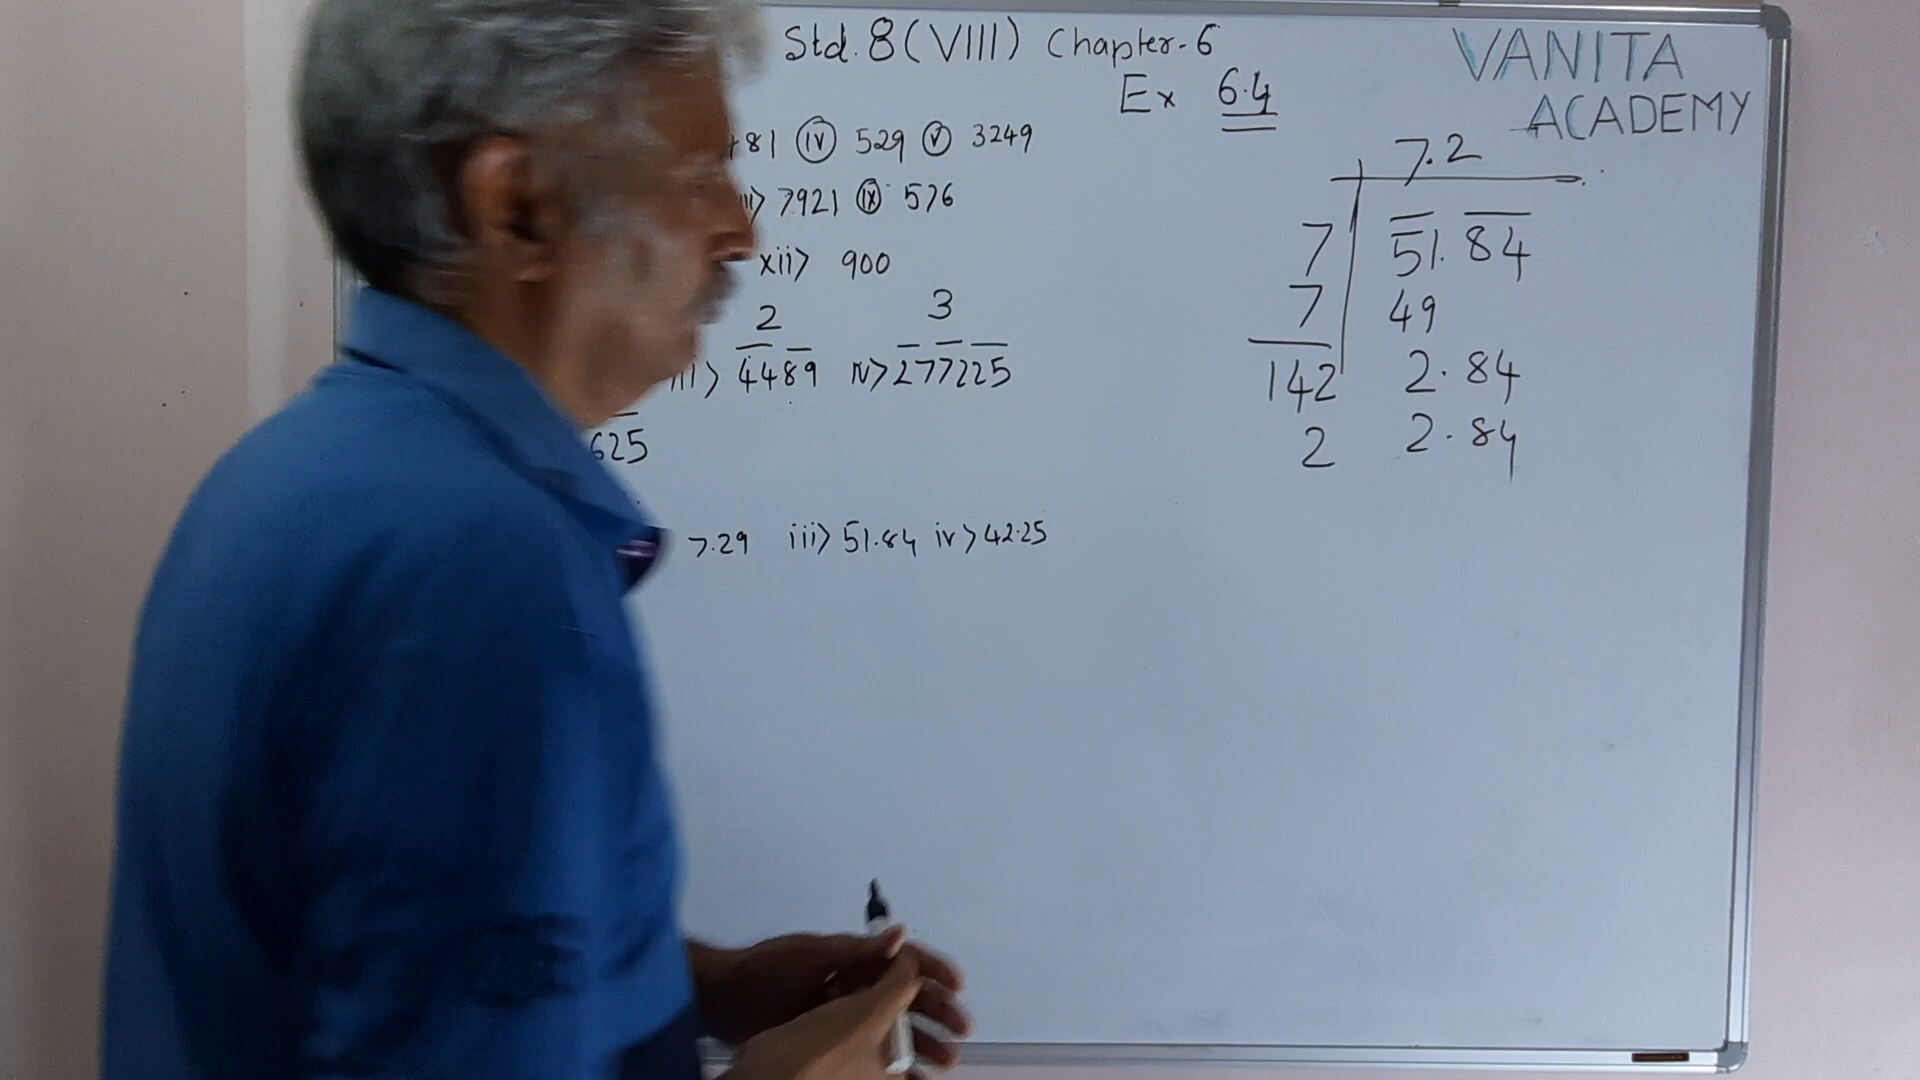 Std. 8 (VIII) Chapter-6
Ex 6.4
VANITA
ACADEMY
81 iv 529 v 3249
7921 ix 576
xii> 900
2 3
iii> 4489 iv> 277225
625
7.29 iii> 51.84 iv> 42.25
7.2
7 51.84
7 49
142 2.84
2 2.84